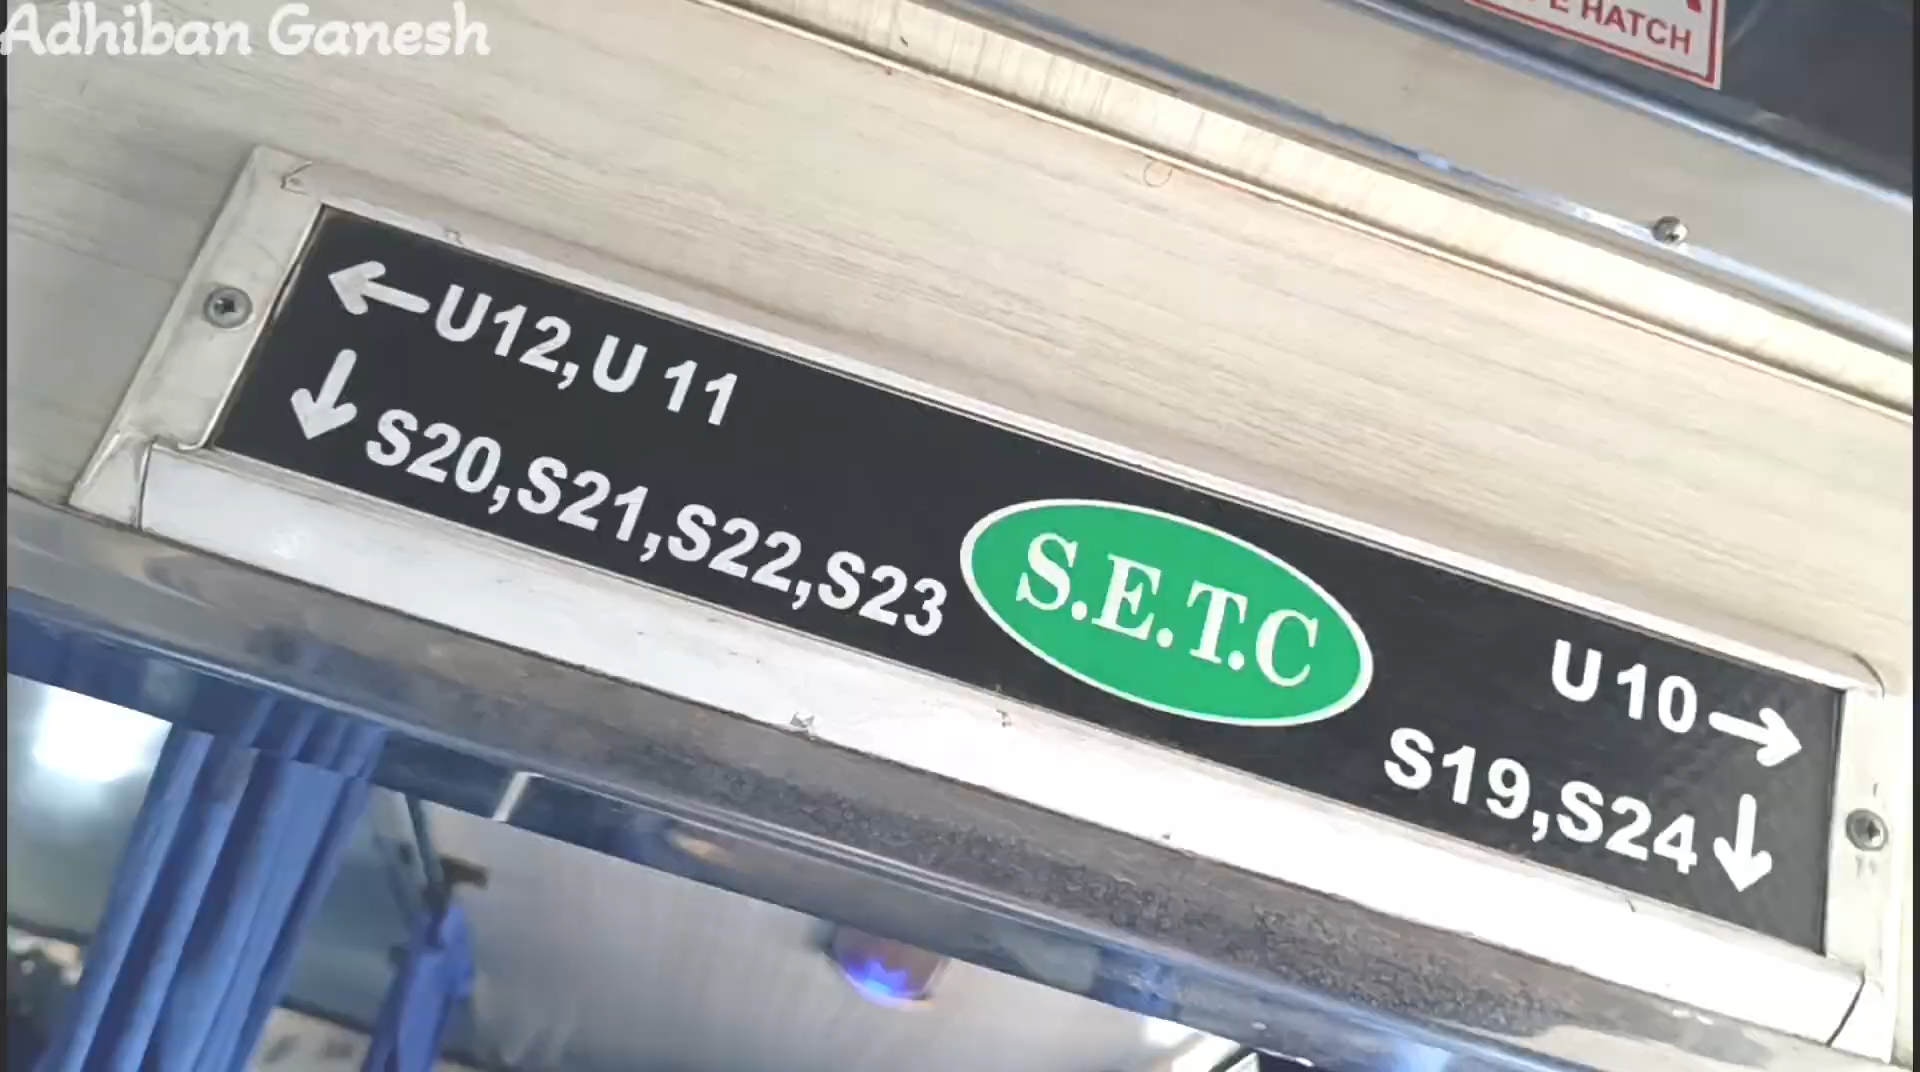 Adhiban Ganesh
HATCH
←U12,U 11
↓ S20,S21,S22,S23
S.E.T.C
U 10→
S19,S24↓